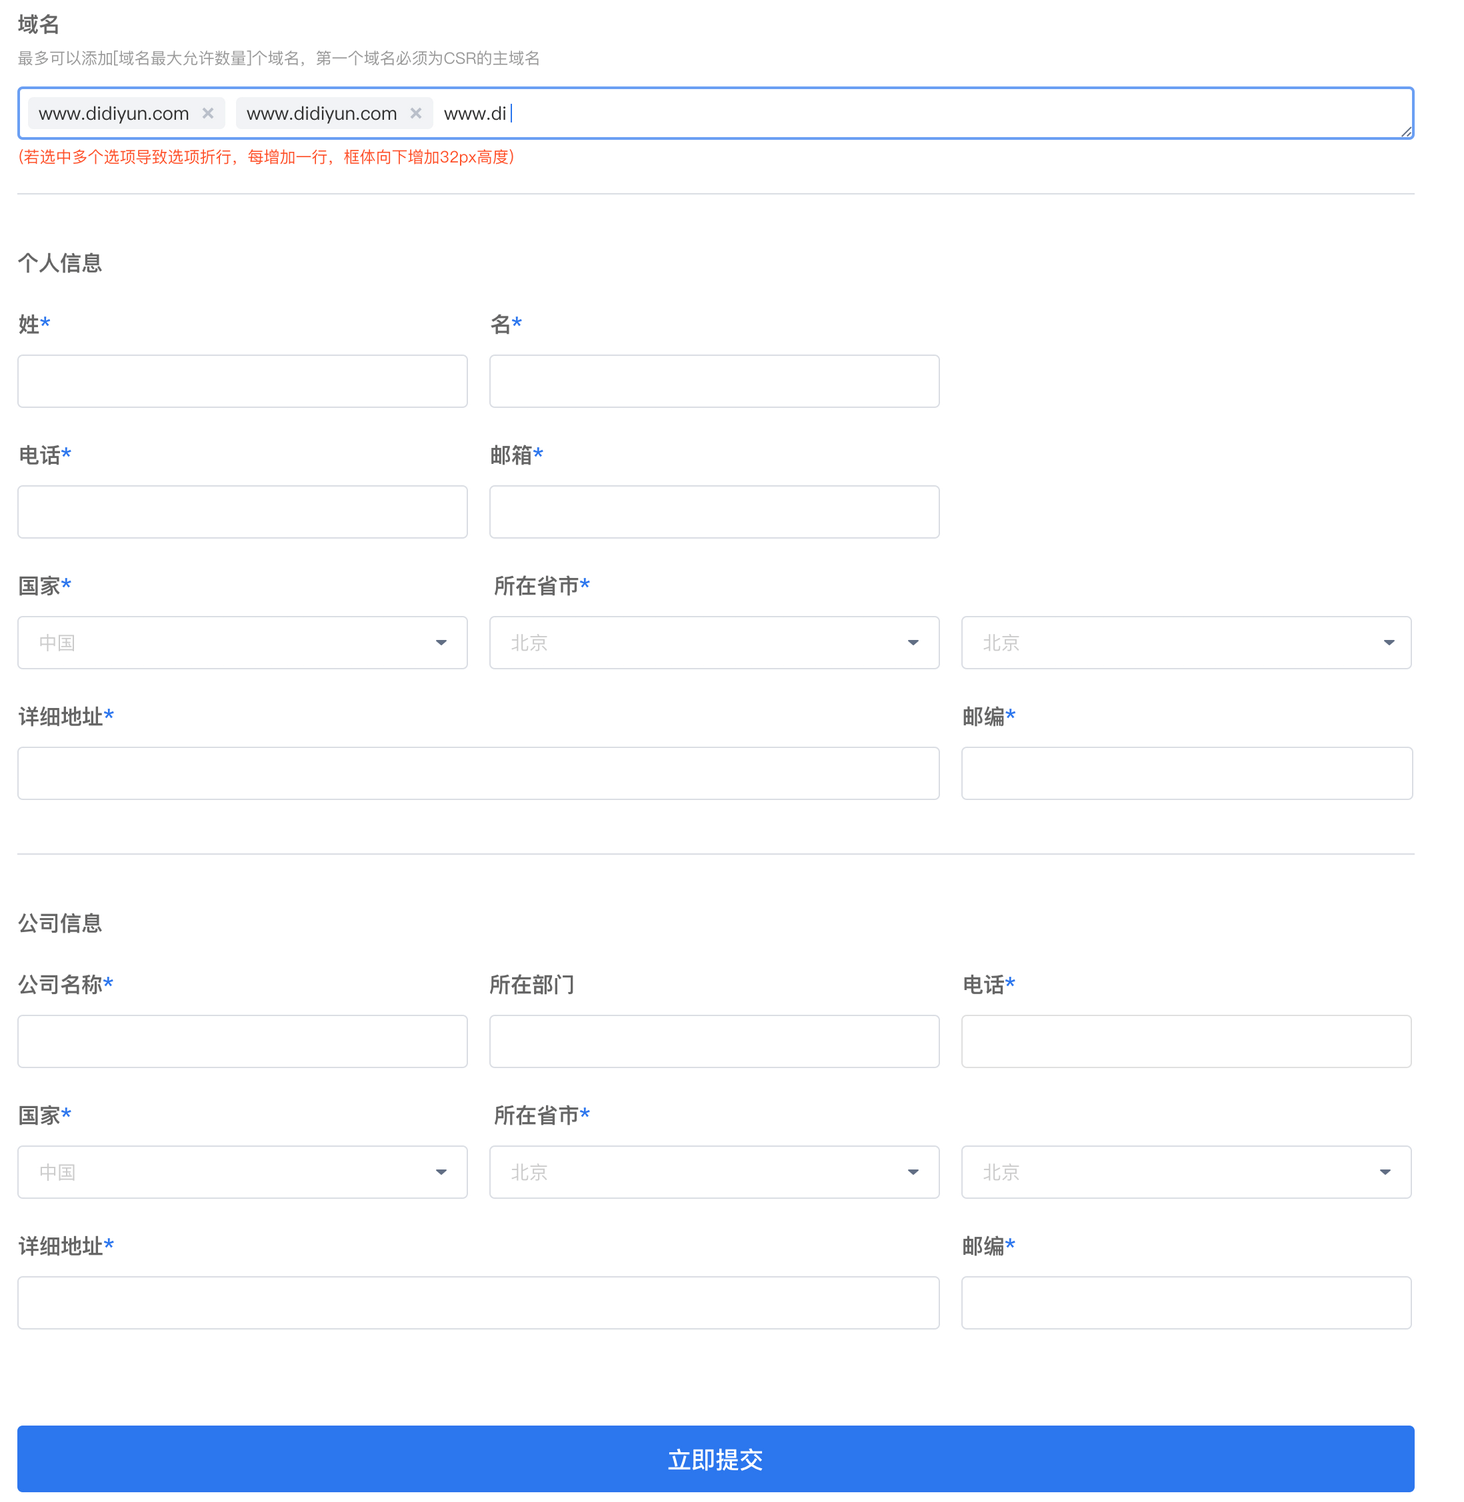 域名
最多可以添加[域名最大允许数量]个域名，第一个域名必须为CSR的主域名
www.didiyun.com × www.didiyun.com × www.di
(若选中多个选项导致选项折行，每增加一行，框体向下增加32px高度)
个人信息
姓* 名*
电话* 邮箱*
国家* 所在省市*
中国 北京 北京
详细地址* 邮编*
公司信息
公司名称* 所在部门 电话*
国家* 所在省市*
中国 北京 北京
详细地址* 邮编*
立即提交